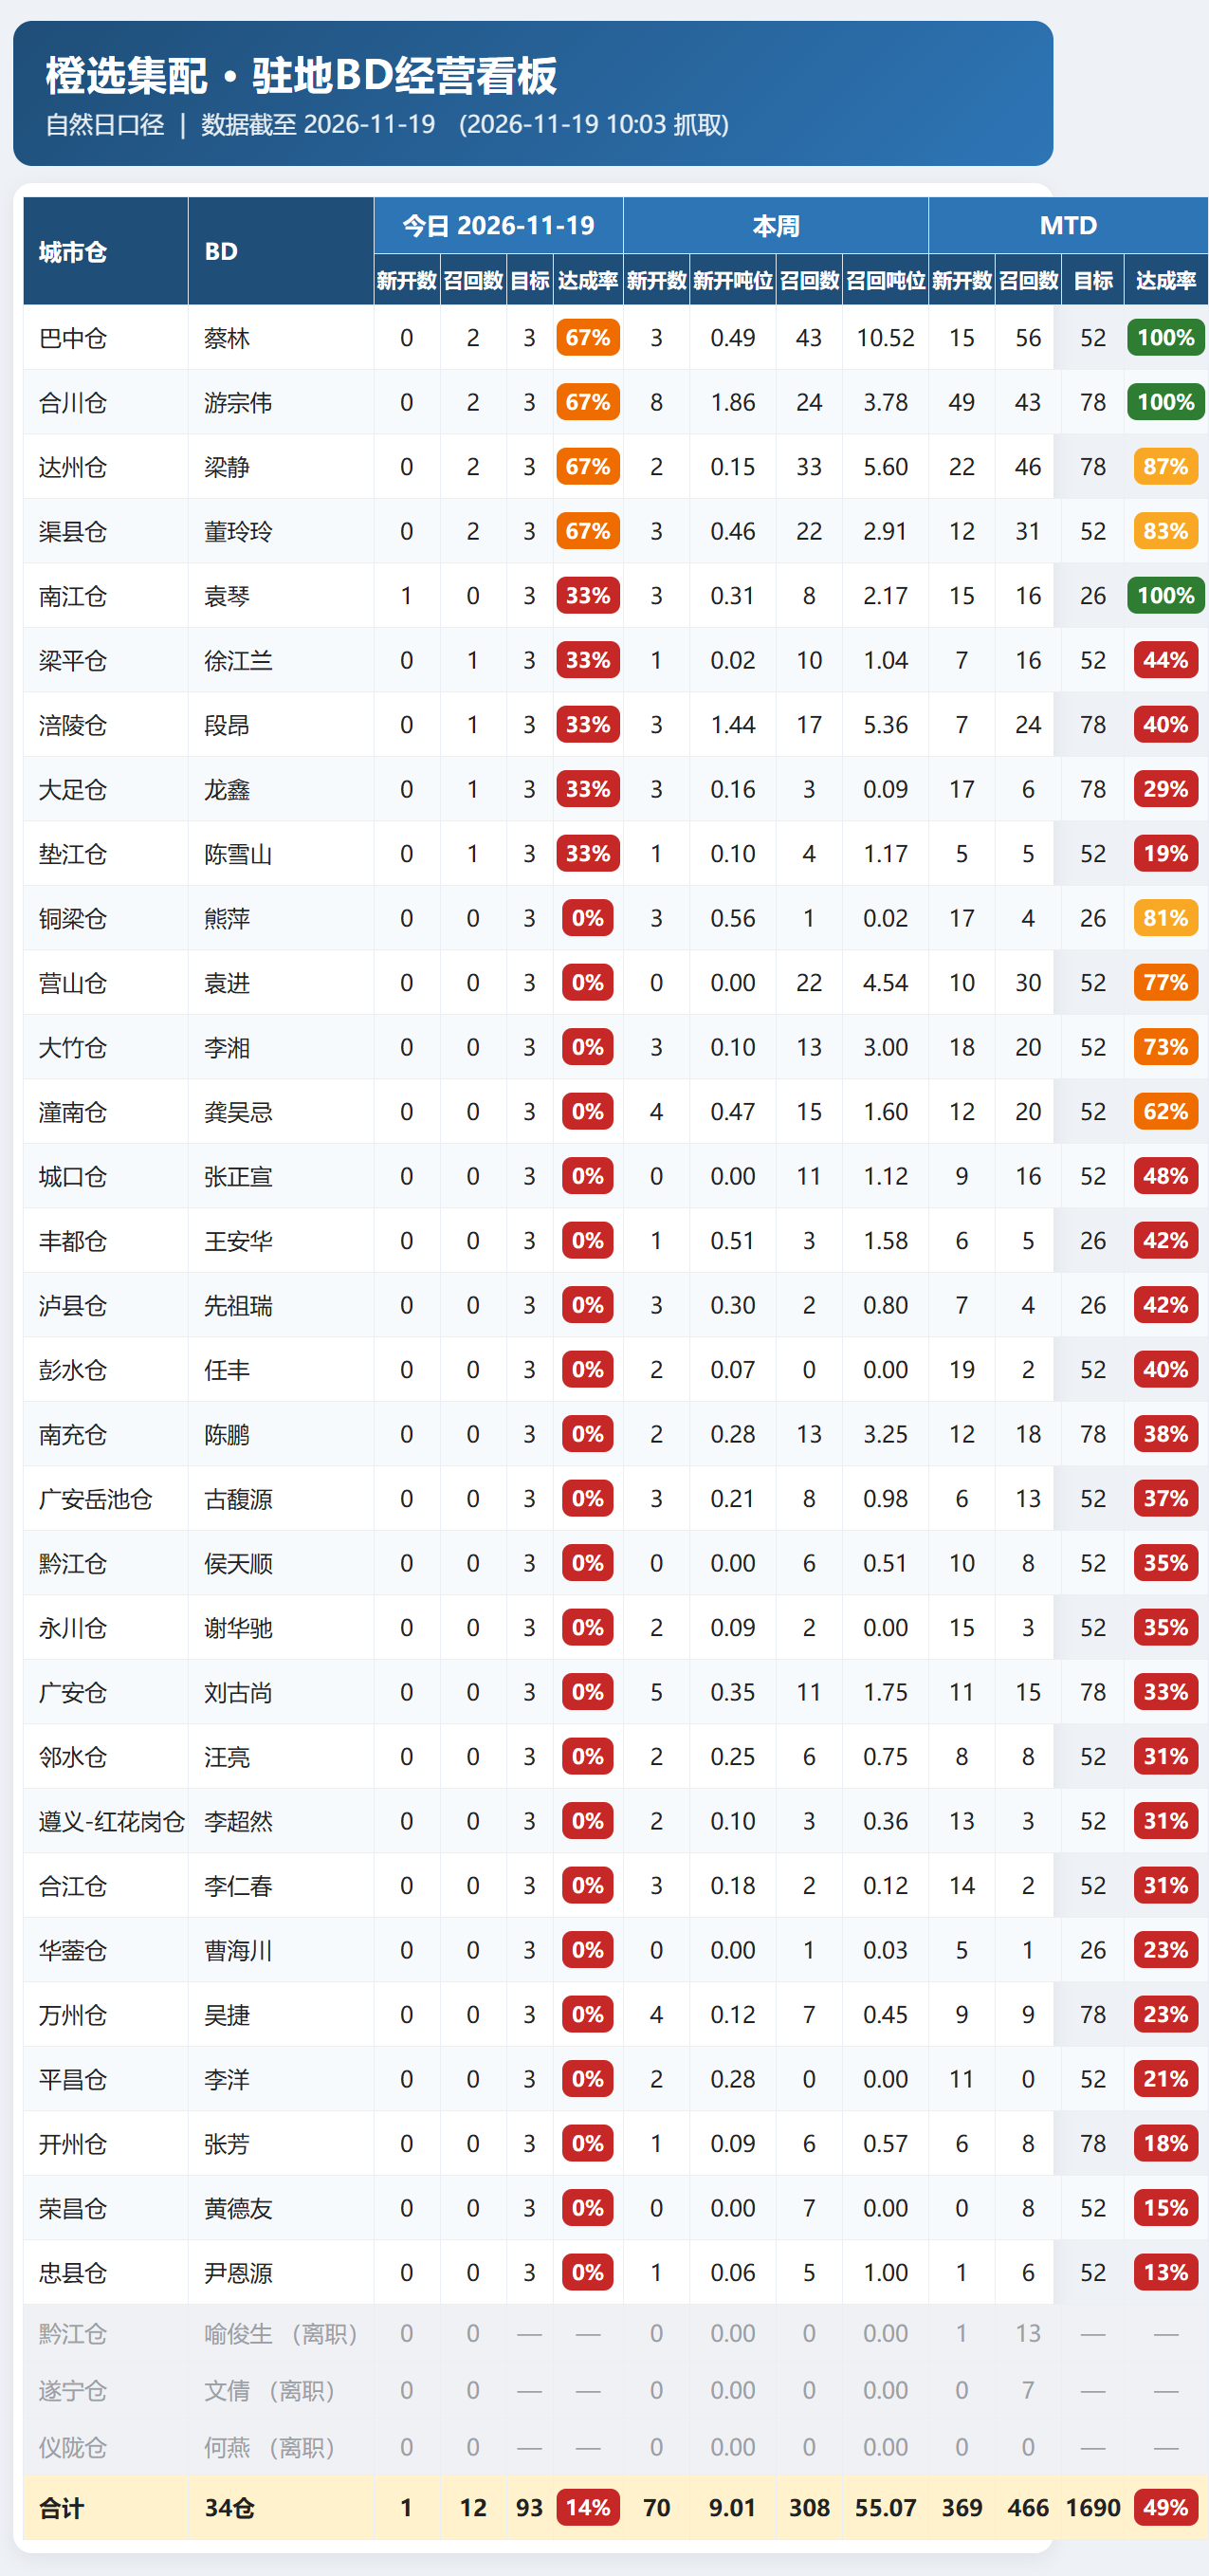 橙选集配 • 驻地BD经营看板
自然日口径 | 数据截至 2026-11-19 (2026-11-19 10:03 抓取)
城市仓 BD 今日 2026-11-19 本周 MTD
新开数 召回数 目标 达成率 新开数 新开吨位 召回数 召回吨位 新开数 召回数 目标 达成率
巴中仓 蔡林 0 2 3 67% 3 0.49 43 10.52 15 56 52 100%
合川仓 游宗伟 0 2 3 67% 8 1.86 24 3.78 49 43 78 100%
达州仓 梁静 0 2 3 67% 2 0.15 33 5.60 22 46 78 87%
渠县仓 董玲玲 0 2 3 67% 3 0.46 22 2.91 12 31 52 83%
南江仓 袁琴 1 0 3 33% 3 0.31 8 2.17 15 16 26 100%
梁平仓 徐江兰 0 1 3 33% 1 0.02 10 1.04 7 16 52 44%
涪陵仓 段昂 0 1 3 33% 3 1.44 17 5.36 7 24 78 40%
大足仓 龙鑫 0 1 3 33% 3 0.16 3 0.09 17 6 78 29%
垫江仓 陈雪山 0 1 3 33% 1 0.10 4 1.17 5 5 52 19%
铜梁仓 熊萍 0 0 3 0% 3 0.56 1 0.02 17 4 26 81%
营山仓 袁进 0 0 3 0% 0 0.00 22 4.54 10 30 52 77%
大竹仓 李湘 0 0 3 0% 3 0.10 13 3.00 18 20 52 73%
潼南仓 龚吴忌 0 0 3 0% 4 0.47 15 1.60 12 20 52 62%
城口仓 张正宣 0 0 3 0% 0 0.00 11 1.12 9 16 52 48%
丰都仓 王安华 0 0 3 0% 1 0.51 3 1.58 6 5 26 42%
泸县仓 先祖瑞 0 0 3 0% 3 0.30 2 0.80 7 4 26 42%
彭水仓 任丰 0 0 3 0% 2 0.07 0 0.00 19 2 52 40%
南充仓 陈鹏 0 0 3 0% 2 0.28 13 3.25 12 18 78 38%
广安岳池仓 古馥源 0 0 3 0% 3 0.21 8 0.98 6 13 52 37%
黔江仓 侯天顺 0 0 3 0% 0 0.00 6 0.51 10 8 52 35%
永川仓 谢华驰 0 0 3 0% 2 0.09 2 0.00 15 3 52 35%
广安仓 刘古尚 0 0 3 0% 5 0.35 11 1.75 11 15 78 33%
邻水仓 汪亮 0 0 3 0% 2 0.25 6 0.75 8 8 52 31%
遵义-红花岗仓 李超然 0 0 3 0% 2 0.10 3 0.36 13 3 52 31%
合江仓 李仁春 0 0 3 0% 3 0.18 2 0.12 14 2 52 31%
华蓥仓 曹海川 0 0 3 0% 0 0.00 1 0.03 5 1 26 23%
万州仓 吴捷 0 0 3 0% 4 0.12 7 0.45 9 9 78 23%
平昌仓 李洋 0 0 3 0% 2 0.28 0 0.00 11 0 52 21%
开州仓 张芳 0 0 3 0% 1 0.09 6 0.57 6 8 78 18%
荣昌仓 黄德友 0 0 3 0% 0 0.00 7 0.00 0 8 52 15%
忠县仓 尹恩源 0 0 3 0% 1 0.06 5 1.00 1 6 52 13%
黔江仓 喻俊生 （离职） 0 0 — — 0 0.00 0 0.00 1 13 — —
遂宁仓 文倩 （离职） 0 0 — — 0 0.00 0 0.00 0 7 — —
仪陇仓 何燕 （离职） 0 0 — — 0 0.00 0 0.00 0 0 — —
合计 34仓 1 12 93 14% 70 9.01 308 55.07 369 466 1690 49%